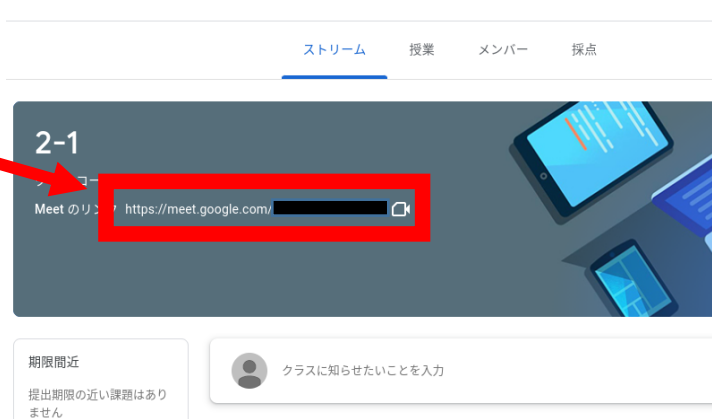 ストリーム 授業 メンバー 採点
2-1
Meet のリンク https://meet.google.com/
期限間近
提出期限の近い課題はあり
ません
クラスに知らせたいことを入力